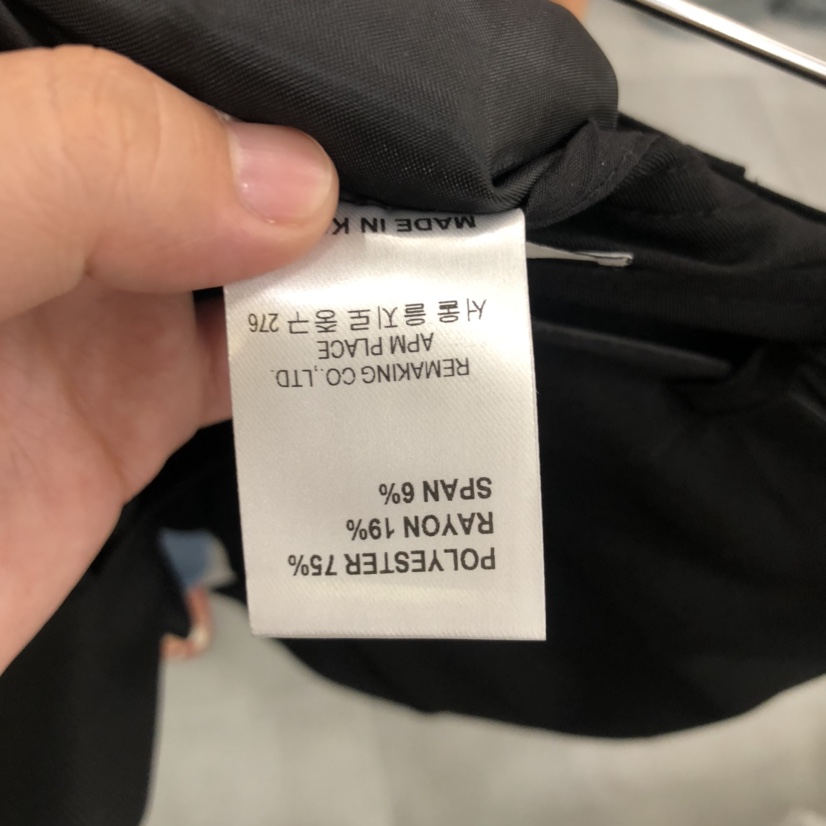 POLYESTER 75%
RAYON 19%
SPAN 6%
REMAKING CO.,LTD.
APM PLACE
서울 을지로 중구 276
MADE IN